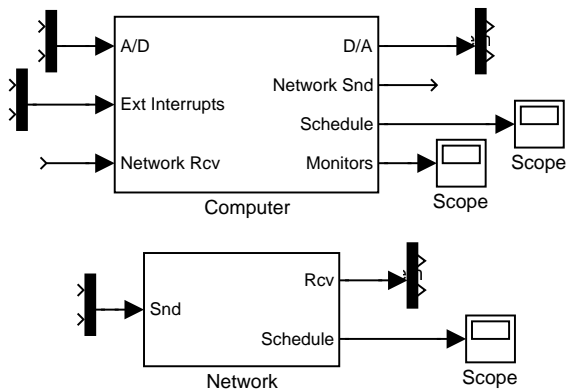 A/D
D/A
Network Snd
Ext Interrupts
Schedule
Network Rcv
Monitors
Scope
Computer
Scope
Rcv
Snd
Schedule
Network
Scope